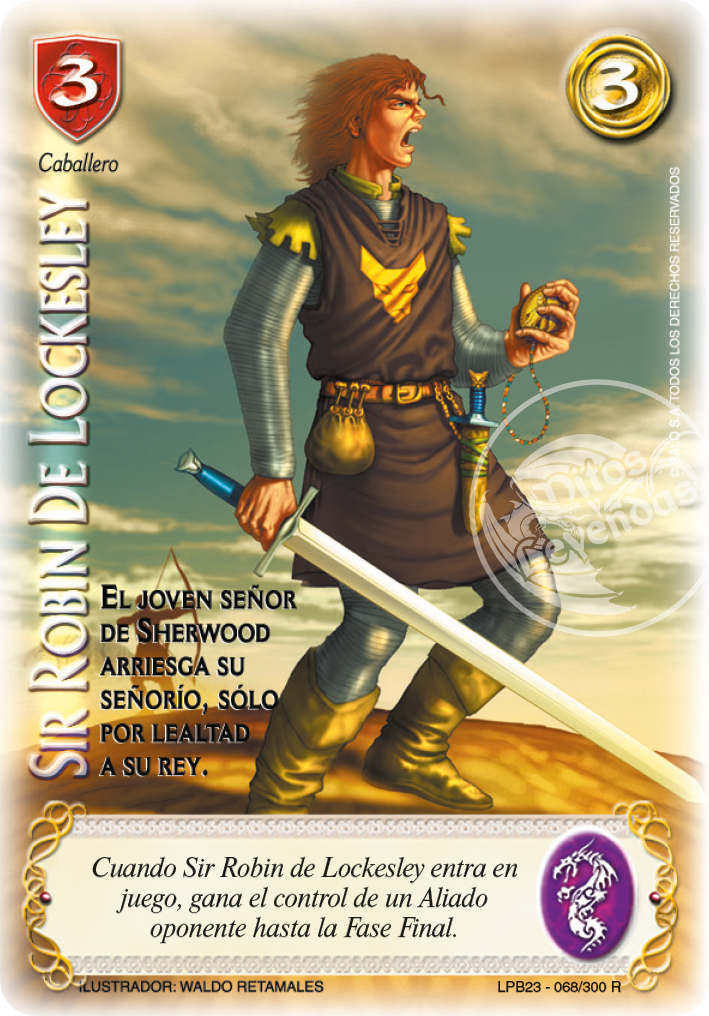 3
3
Caballero
SIR ROBIN DE LOCKESLEY
S.A. TODOS LOS DERECHOS RESERVADOS
Mitos
Leyendas
EL JOVEN SEÑOR
DE SHERWOOD
ARRIESGA SU
SEÑORÍO, SÓLO
POR LEALTAD
A SU REY.
Cuando Sir Robin de Lockesley entra en
juego, gana el control de un Aliado
oponente hasta la Fase Final.
ILUSTRADOR: WALDO RETAMALES
LPB23 - 068/300 R